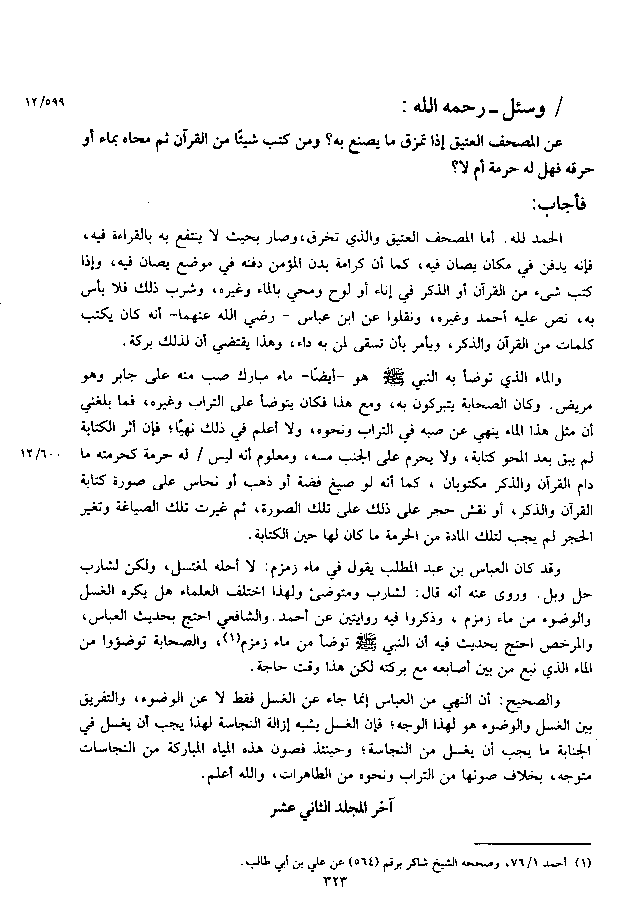 ١٢/٥٩٩
/ وسئل ـ رحمه الله :
عن المصحف العتيق إذا تمزق ما يصنع به؟ ومن كتب شيئًا من القرآن ثم محاه بماء أو
حرقه فهل له حرمة أم لا؟
فأجاب:
الحمد لله. أما المصحف العتيق والذي تخرق، وصار بحيث لا ينتفع به بالقراءة فيه،
فإنه يدفن في مكان يصان فيه، كما أن كرامة بدن المؤمن دفنه في موضع يصان فيه، وإذا
كتب شىء من القرآن أو الذكر في إناء أو لوح ومحي بالماء وغيره، وشرب ذلك فلا بأس
به، نص عليه أحمد وغيره، ونقلوا عن ابن عباس - رضي الله عنهما- أنه كان يكتب
كلمات من القرآن والذكر، ويأمر بأن تسقى لمن به داء، وهذا يقتضي أن لذلك بركة.
والماء الذي توضأ به النبي ﷺ هو -أيضًا- ماء مبارك صب منه على جابر وهو
مريض. وكان الصحابة يتبركون به، ومع هذا فكان يتوضأ على التراب وغيره، فما بلغني
أن مثل هذا الماء ينهي عن صبه في التراب ونحوه، ولا أعلم في ذلك نهيًا؛ فإن أثر الكتابة
لم يبق بعد المحو كتابة، ولا يحرم على الجنب مسه، ومعلوم أنه ليس / له حرمة كحرمته ما
١٢/٦٠٠
دام القرآن والذكر مكتوبان ، كما أنه لو صيغ فضة أو ذهب أو نحاس على صورة كتابة
القرآن والذكر، أو نقش حجر على ذلك على تلك الصورة، ثم غيرت تلك الصياغة وتغير
الحجر لم يجب لتلك المادة من الحرمة ما كان لها حين الكتابة.
وقد كان العباس بن عبد المطلب يقول في ماء زمزم: لا أحله لمغتسل، ولكن لشارب
حل وبل. وروى عنه أنه قال: لشارب ومتوضئ ولهذا اختلف العلماء هل يكره الغسل
والوضوء من ماء زمزم ، وذكروا فيه روايتين عن أحمد. والشافعي احتج بحديث العباس،
والمرخص احتج بحديث فيه أن النبي ﷺ توضأ من ماء زمزم(١)، والصحابة توضؤوا من
الماء الذي نبع من بين أصابعه مع بركته لكن هذا وقت حاجة.
والصحيح: أن النهي من العباس إنما جاء عن الغسل فقط لا عن الوضوء، والتفريق
بين الغسل والوضوء هو لهذا الوجه؛ فإن الغسل يشبه إزالة النجاسة لهذا يجب أن يغسل في
الجنابة ما يجب أن يغسل من النجاسة؛ وحينئذ فصون هذه المياه المباركة من النجاسات
متوجه، بخلاف صونها من التراب ونحوه من الطاهرات، والله أعلم.
آخر المجلد الثاني عشر
(١) أحمد ٧٦/١، وصححه الشيخ شاكر برقم (٥٦٤) عن علي بن أبي طالب.
٣٢٣